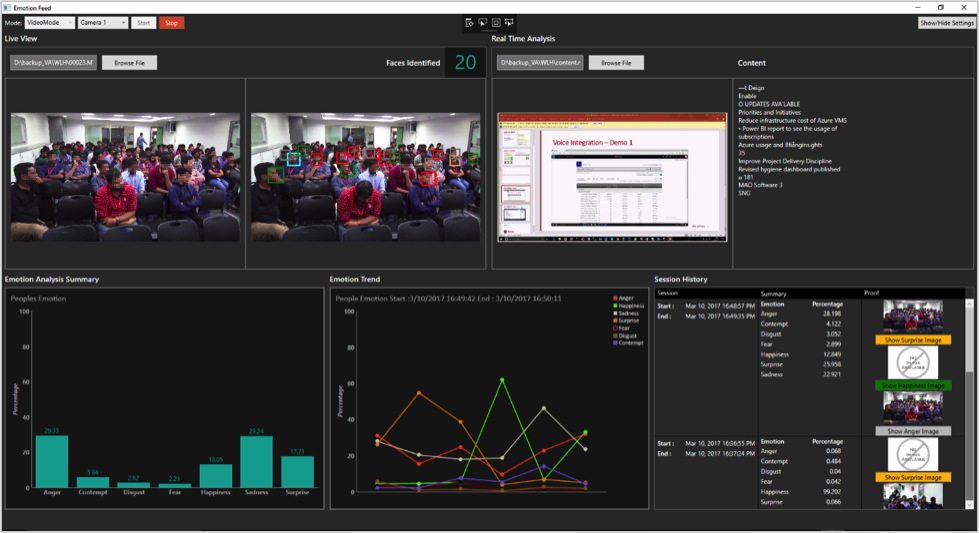 Emotion Feed
Mode: VideoMode Camera 1 Start Stop
Show/Hide Settings
Live View
D:\backup_VA\WLH\00023.M Browse File Faces Identified 20
Real Time Analysis
D:\backup_VA\WLH\content.r Browse File Content
Voice Integration – Demo 1
—t Deign
Enable
O UPDATES AVA'LABLE
Priorities and Initiatives
Reduce infrastructure cost of Azure VMS
• Power BI report to see the usage of
subscriptions
Azure usage and
35
Improve Project Delivery Discipline
Revised hygiene dashboard published
u 181
MAO Software 3
SNG
Emotion Analysis Summary
Peoples Emotion
100
80
60
40
20
0
Percentage
29.33
5.84
2.62
2.21
13.05
29.24
17.71
Anger Contempt Disgust Fear Happiness Sadness Surprise
Emotion Trend
People Emotion Start :3/10/2017 16:49:42 End : 3/10/2017 16:50:11
100
80
60
40
20
0
Percentage
Anger
Happiness
Sadness
Surprise
Fear
Disgust
Contempt
Session History
Session Summary Proof
Start : Mar 10, 2017 16:48:57 PM
End : Mar 10, 2017 16:49:35 PM
Emotion Percentage
Anger 28.198
Contempt 4.122
Disgust 3.052
Fear 2.899
Happiness 12.849
Surprise 25.958
Sadness 22.921
Show Surprise Image
NO IMAGE AVAILABLE
Show Happiness Image
Show Anger Image
Start : Mar 10, 2017 16:36:55 PM
End : Mar 10, 2017 16:37:24 PM
Emotion Percentage
Anger 0.068
Contempt 0.484
Disgust 0.04
Fear 0.042
Happiness 99.202
Surprise 0.066
NO IMAGE AVAILABLE
Show Surprise Image